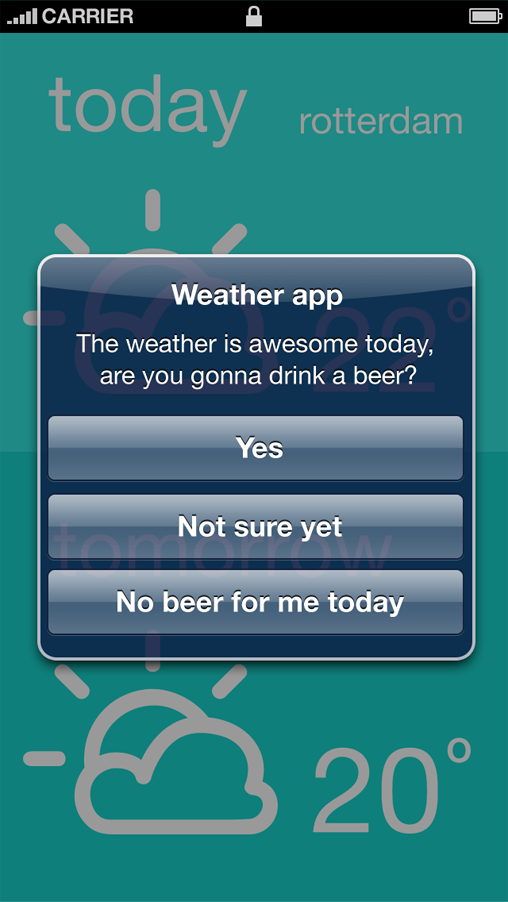 CARRIER
today
rotterdam
Weather app
22°
The weather is awesome today,
are you gonna drink a beer?
Yes
Not sure yet
tomorrow
No beer for me today
20°